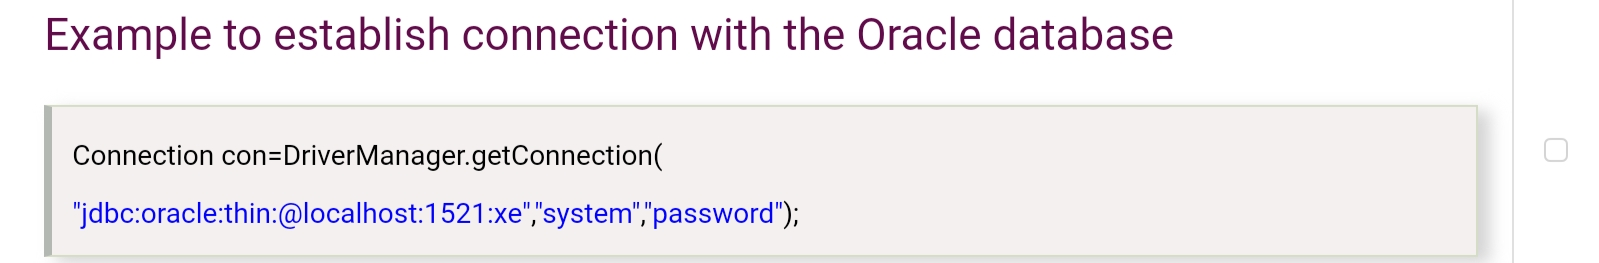 Example to establish connection with the Oracle database
Connection con=DriverManager.getConnection(
"jdbc:oracle:thin:@localhost:1521:xe","system","password");